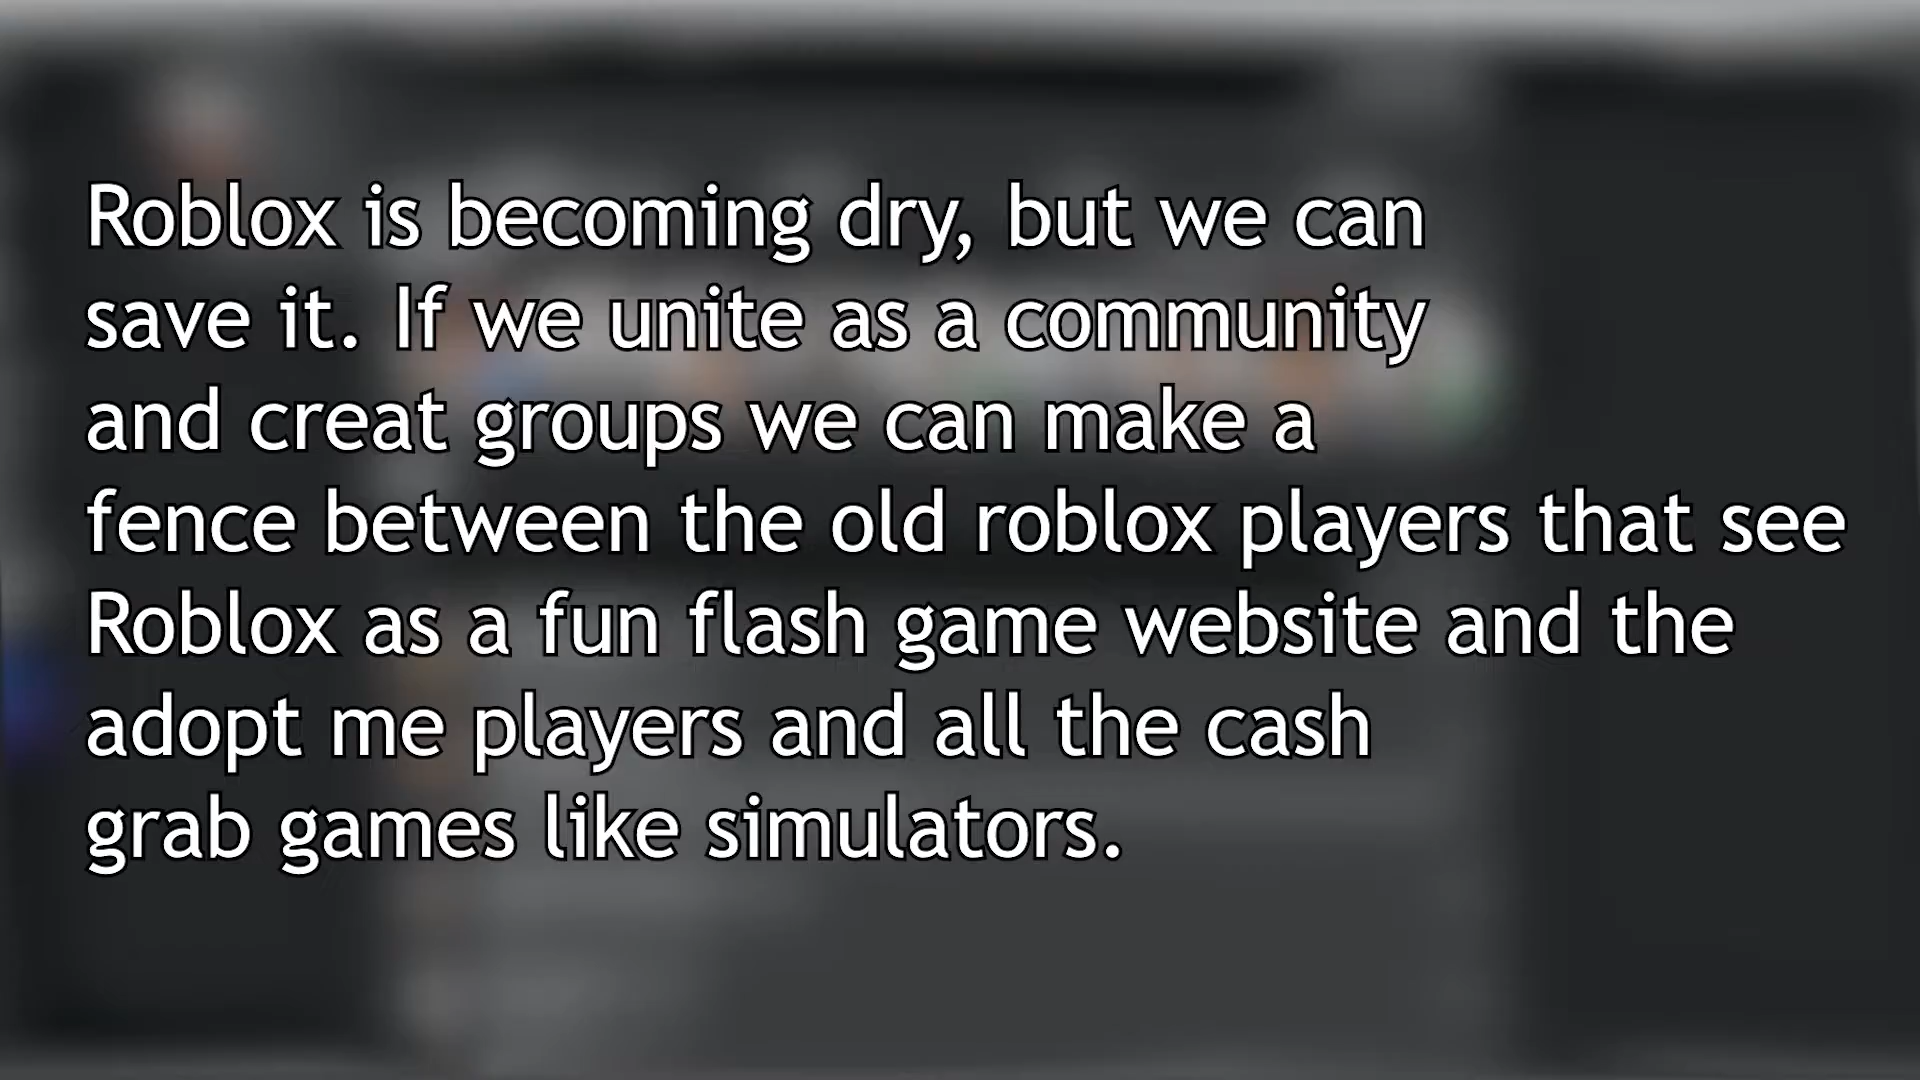 Roblox is becoming dry, but we can
save it. If we unite as a community
and creat groups we can make a
fence between the old roblox players that see
Roblox as a fun flash game website and the
adopt me players and all the cash
grab games like simulators.